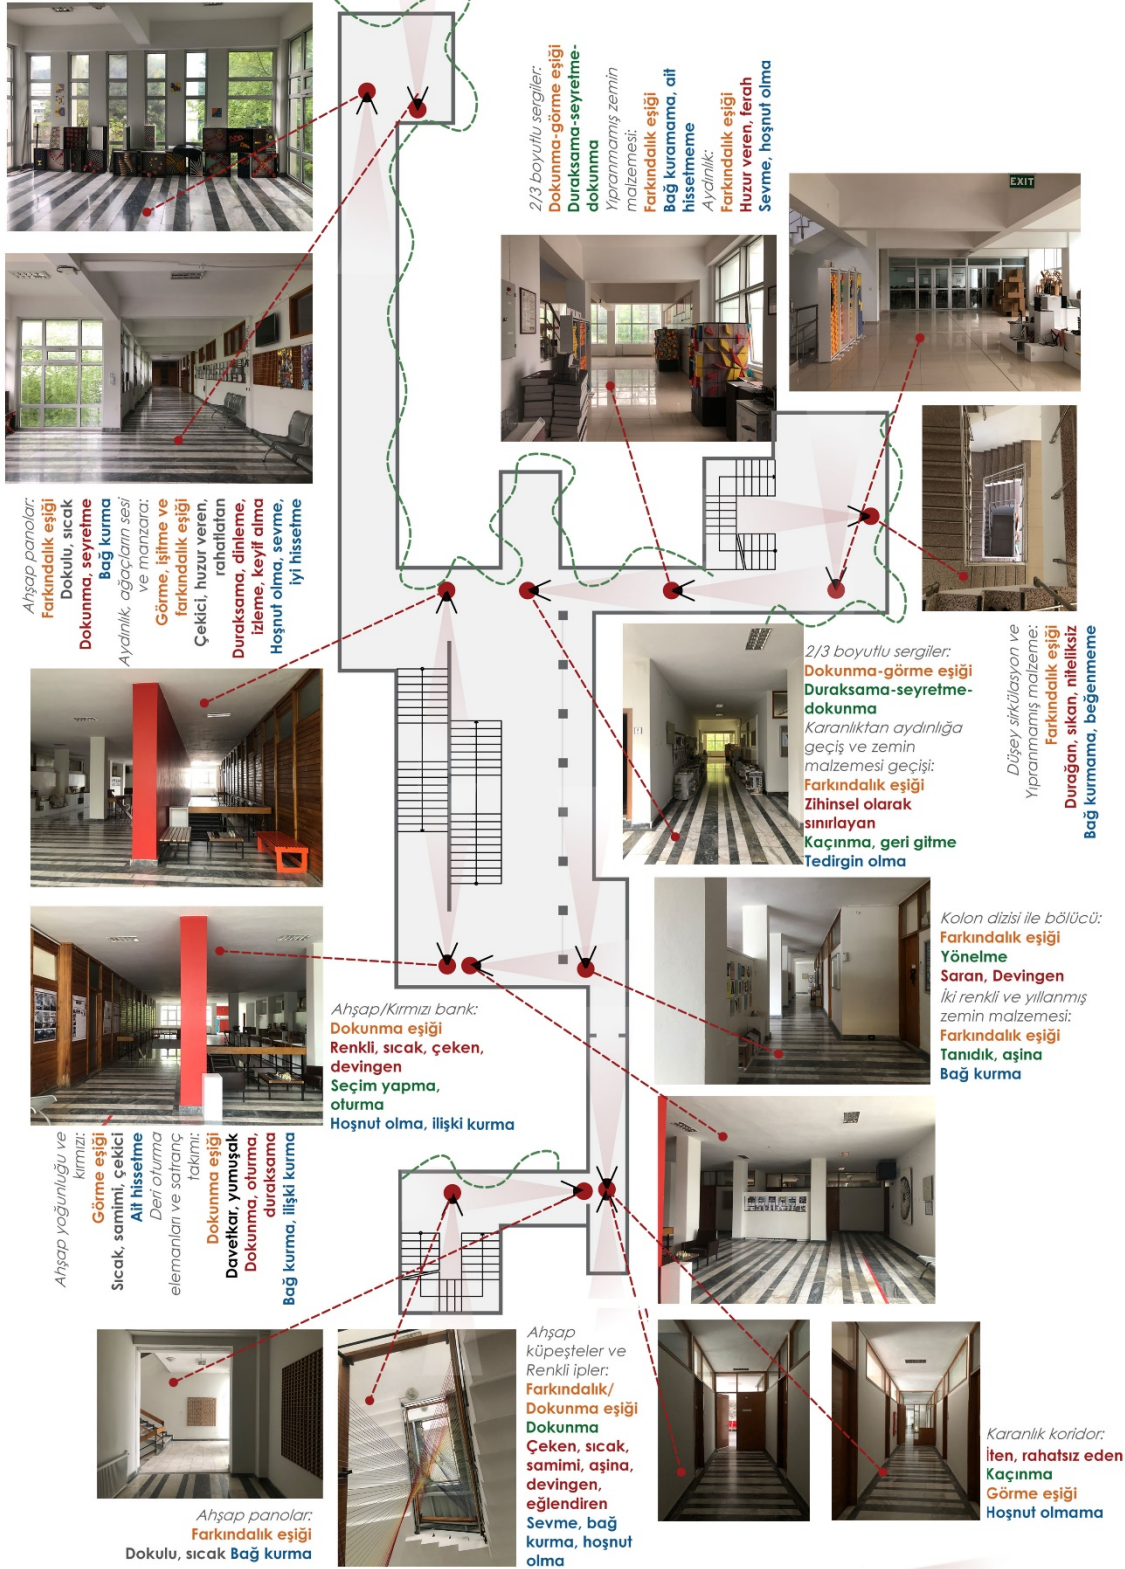 2/3 boyutlu sergiler:
Dokunma-görme eşiği
Duraksama-seyretme-
dokunma
Yıpranmamış zemin
malzemesi:
Farkındalık eşiği
Bağ kuramama, ait
hissetmeme
Aydınlık:
Farkındalık eşiği
Huzur veren, ferah
Sevme, hoşnut olma
EXIT
Ahşap panolar:
Farkındalık eşiği
Dokulu, sıcak
Dokunma, seyretme
Bağ kurma
Aydınlık, ağaçların sesi
ve manzara:
Görme, işitme ve
farkındalık eşiği
Çekici, huzur veren,
rahatlatan
Duraksama, dinleme,
izleme, keyif alma
Hoşnut olma, sevme,
iyi hissetme
2/3 boyutlu sergiler:
Dokunma-görme eşiği
Duraksama-seyretme-
dokunma
Karanlıktan aydınlığa
geçiş ve zemin
malzemesi geçişi:
Farkındalık eşiği
Zihinsel olarak
sınırlayan
Kaçınma, geri gitme
Tedirgin olma
Düşey sirkülasyon ve
Yıpranmamış malzeme:
Farkındalık eşiği
Durağan, sıkan, niteliksiz
Bağ kurmama, beğenmeme
Kolon dizisi ile bölücü:
Farkındalık eşiği
Yönelme
Saran, Devingen
İki renkli ve yıllanmış
zemin malzemesi:
Farkındalık eşiği
Tanıdık, aşina
Bağ kurma
Ahşap/Kırmızı bank:
Dokunma eşiği
Renkli, sıcak, çeken,
devingen
Seçim yapma,
oturma
Hoşnut olma, ilişki kurma
Ahşap yoğunluğu ve
kırmızı:
Görme eşiği
Sıcak, samimi, çekici
Ait hissetme
Deri oturma
elemanları ve satranç
takımı:
Dokunma eşiği
Davetkar, yumuşak
Dokunma, oturma,
duraksama
Bağ kurma, ilişki kurma
Ahşap
küpeşteler ve
Renkli ipler:
Farkındalık/
Dokunma eşiği
Dokunma
Çeken, sıcak,
samimi, aşina,
devingen,
eğlendiren
Sevme, bağ
kurma, hoşnut
olma
Karanlık koridor:
İten, rahatsız eden
Kaçınma
Görme eşiği
Hoşnut olmama
Ahşap panolar:
Farkındalık eşiği
Dokulu, sıcak Bağ kurma